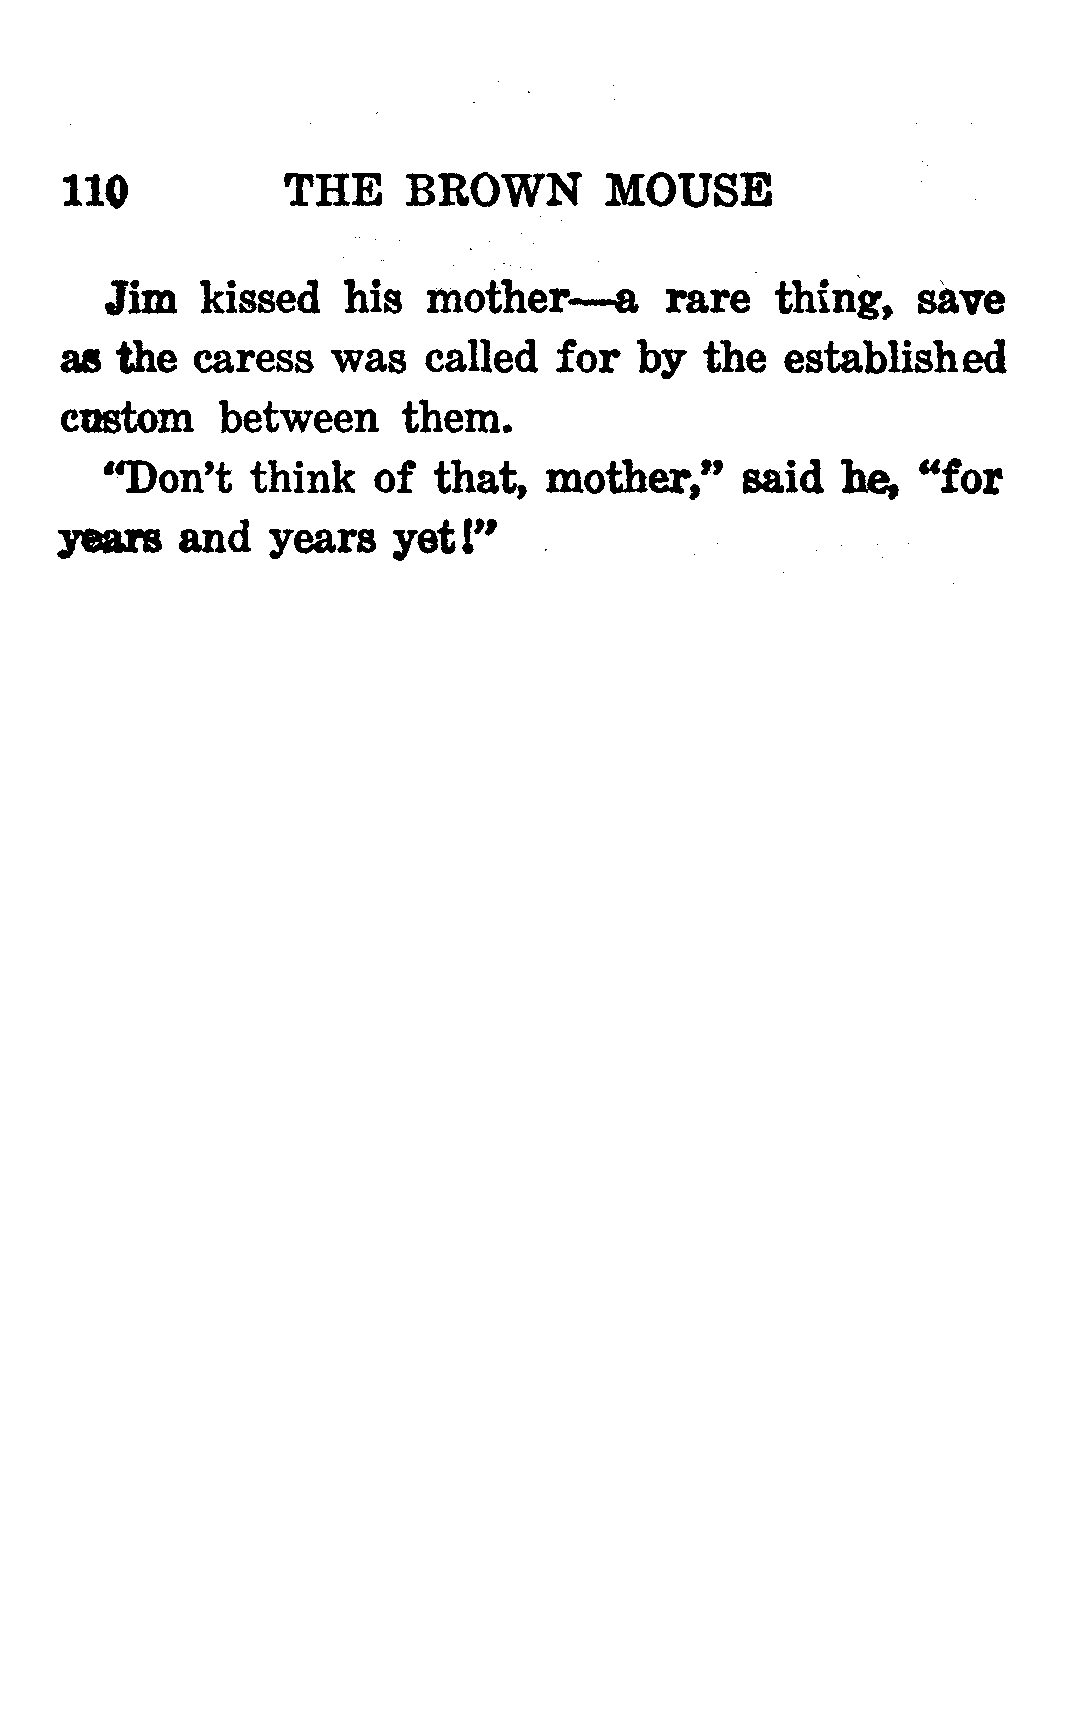 110 THE BROWN MOUSE
Jim kissed his mother—a rare thing, save
as the caress was called for by the established
custom between them.
“Don’t think of that, mother,” said he, “for
years and years yet!”